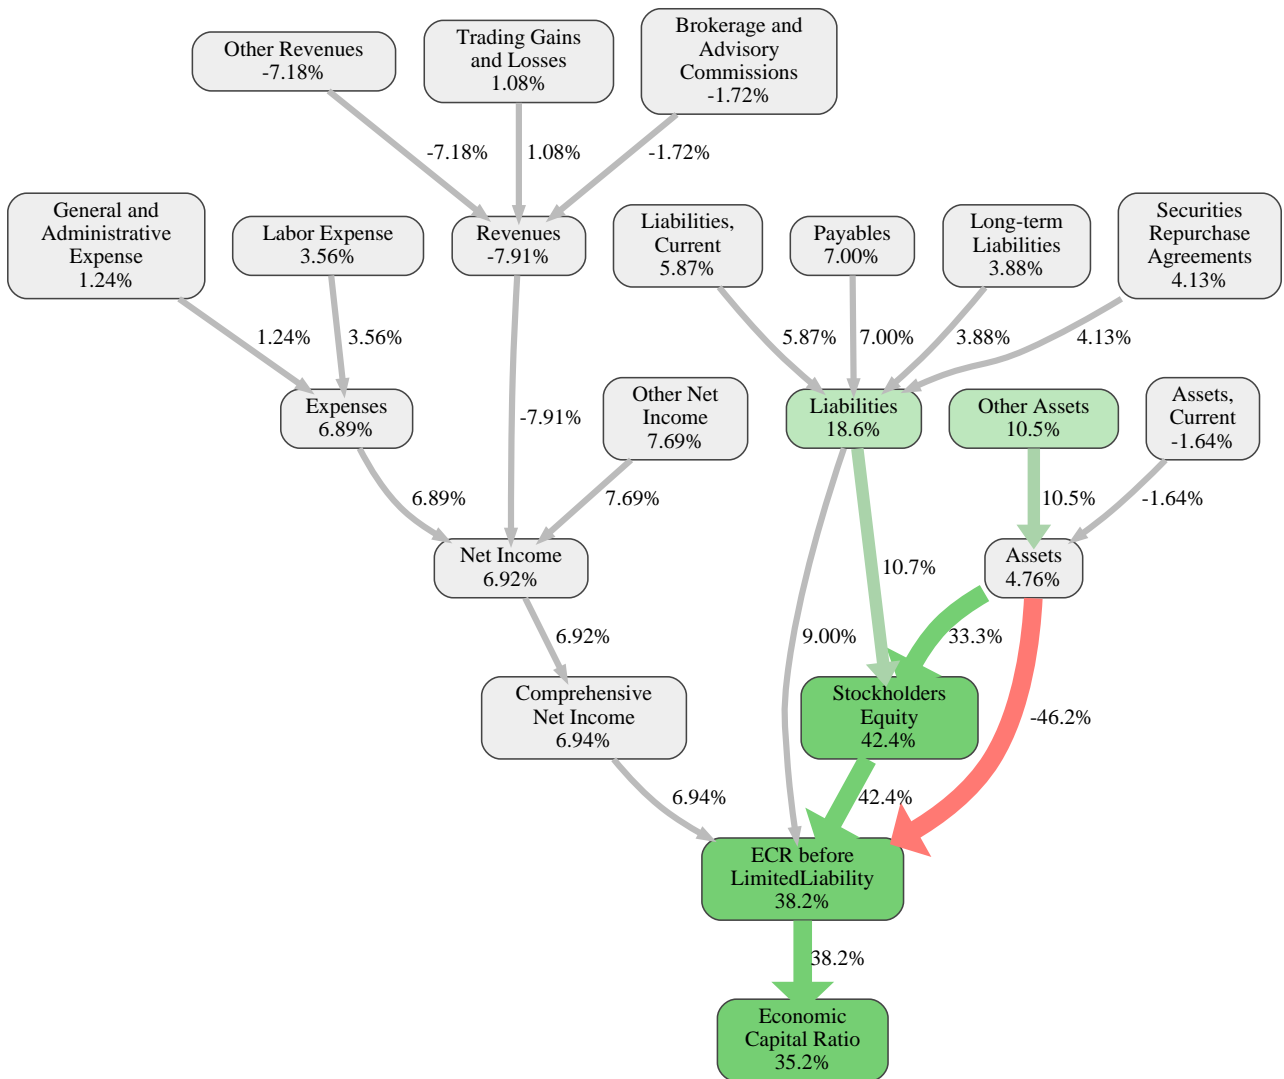 Other Revenues
-7.18%
Trading Gains
and Losses
1.08%
Brokerage and
Advisory
Commissions
-1.72%
-7.18%
1.08%
-1.72%
General and
Administrative
Expense
1.24%
Labor Expense
3.56%
Revenues
-7.91%
Liabilities,
Current
5.87%
Payables
7.00%
Long-term
Liabilities
3.88%
Securities
Repurchase
Agreements
4.13%
1.24%
3.56%
5.87%
7.00%
3.88%
4.13%
Expenses
6.89%
-7.91%
Other Net
Income
7.69%
Liabilities
18.6%
Other Assets
10.5%
Assets,
Current
-1.64%
6.89%
7.69%
10.5%
-1.64%
Net Income
6.92%
10.7%
Assets
4.76%
6.92%
9.00%
33.3%
Comprehensive
Net Income
6.94%
Stockholders
Equity
42.4%
-46.2%
6.94%
42.4%
ECR before
LimitedLiability
38.2%
38.2%
Economic
Capital Ratio
35.2%